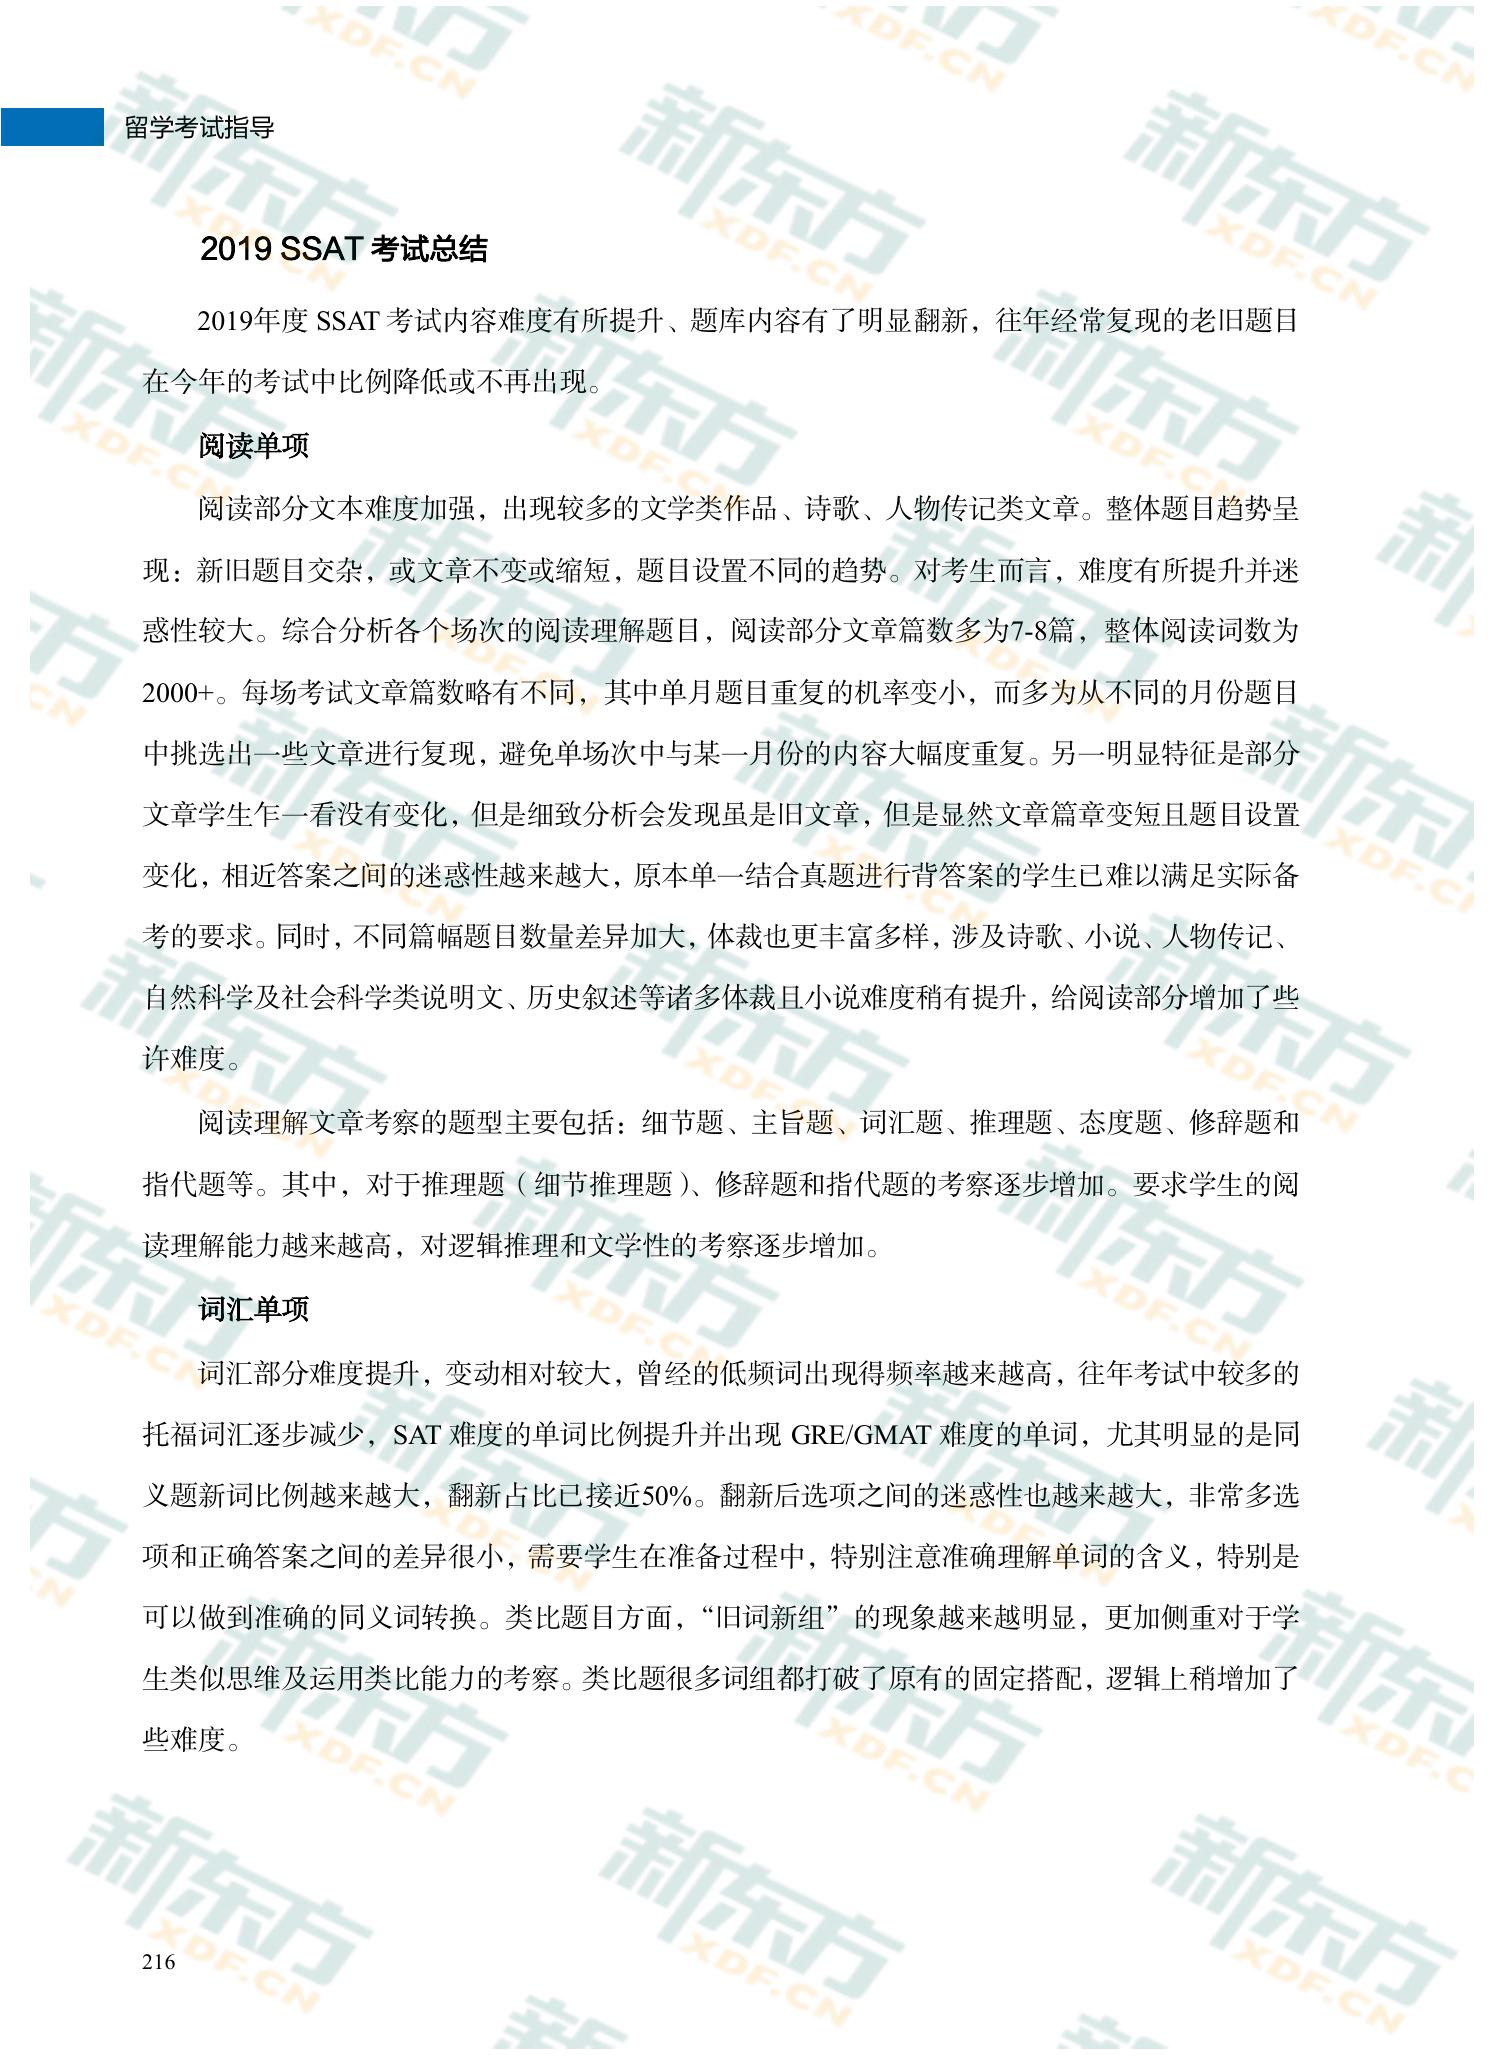 留学考试指导
2019 SSAT 考试总结
2019年度 SSAT 考试内容难度有所提升、题库内容有了明显翻新，往年经常复现的老旧题目
在今年的考试中比例降低或不再出现。
阅读单项
阅读部分文本难度加强，出现较多的文学类作品、诗歌、人物传记类文章。整体题目趋势呈
现：新旧题目交杂，或文章不变或缩短，题目设置不同的趋势。对考生而言，难度有所提升并迷
惑性较大。综合分析各个场次的阅读理解题目，阅读部分文章篇数多为7-8篇，整体阅读词数为
2000+。每场考试文章篇数略有不同，其中单月题目重复的机率变小，而多为从不同的月份题目
中挑选出一些文章进行复现，避免单场次中与某一月份的内容大幅度重复。另一明显特征是部分
文章学生乍一看没有变化，但是细致分析会发现虽是旧文章，但是显然文章篇章变短且题目设置
变化，相近答案之间的迷惑性越来越大，原本单一结合真题进行背答案的学生已难以满足实际备
考的要求。同时，不同篇幅题目数量差异加大，体裁也更丰富多样，涉及诗歌、小说、人物传记、
自然科学及社会科学类说明文、历史叙述等诸多体裁且小说难度稍有提升，给阅读部分增加了些
许难度。
阅读理解文章考察的题型主要包括：细节题、主旨题、词汇题、推理题、态度题、修辞题和
指代题等。其中，对于推理题（细节推理题）、修辞题和指代题的考察逐步增加。要求学生的阅
读理解能力越来越高，对逻辑推理和文学性的考察逐步增加。
词汇单项
词汇部分难度提升，变动相对较大，曾经的低频词出现得频率越来越高，往年考试中较多的
托福词汇逐步减少，SAT 难度的单词比例提升并出现 GRE/GMAT 难度的单词，尤其明显的是同
义题新词比例越来越大，翻新占比已接近50%。翻新后选项之间的迷惑性也越来越大，非常多选
项和正确答案之间的差异很小，需要学生在准备过程中，特别注意准确理解单词的含义，特别是
可以做到准确的同义词转换。类比题目方面，“旧词新组”的现象越来越明显，更加侧重对于学
生类似思维及运用类比能力的考察。类比题很多词组都打破了原有的固定搭配，逻辑上稍增加了
些难度。
216